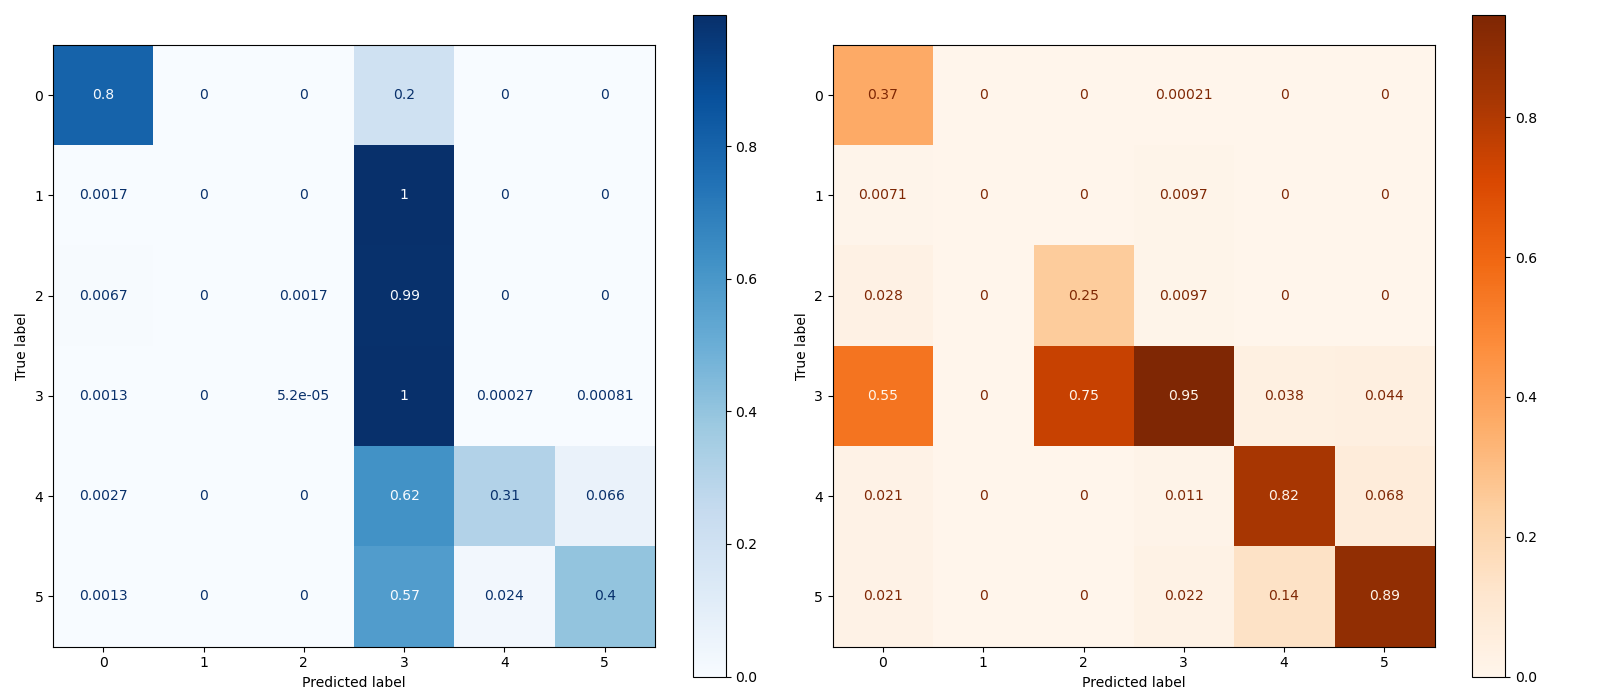 0 0.8 0 0 0.2 0 0
1 0.0017 0 0 1 0 0
2 0.0067 0 0.0017 0.99 0 0
3 0.0013 0 5.2e-05 1 0.00027 0.00081
4 0.0027 0 0 0.62 0.31 0.066
5 0.0013 0 0 0.57 0.024 0.4
0 1 2 3 4 5
True label
Predicted label
0.8
0.6
0.4
0.2
0.0
0 0.37 0 0 0.00021 0 0
1 0.0071 0 0 0.0097 0 0
2 0.028 0 0.25 0.0097 0 0
3 0.55 0 0.75 0.95 0.038 0.044
4 0.021 0 0 0.011 0.82 0.068
5 0.021 0 0 0.022 0.14 0.89
0 1 2 3 4 5
True label
Predicted label
0.8
0.6
0.4
0.2
0.0